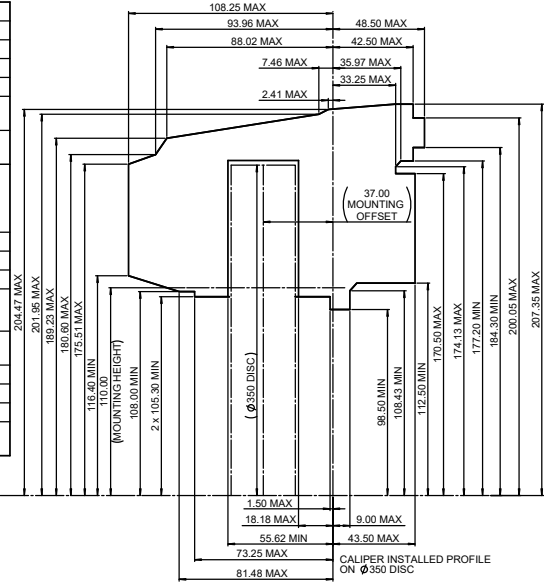 108.25 MAX
93.96 MAX
48.50 MAX
88.02 MAX
42.50 MAX
7.46 MAX
35.97 MAX
33.25 MAX
2.41 MAX
37.00
MOUNTING
OFFSET
204.47 MAX
201.95 MAX
189.23 MAX
180.60 MAX
175.51 MAX
116.40 MIN
110.00
(MOUNTING HEIGHT)
108.00 MIN
2 x 105.30 MIN
(Ø350 DISC)
98.50 MIN
108.43 MIN
112.50 MIN
170.50 MAX
174.13 MAX
177.20 MIN
184.30 MIN
200.05 MAX
207.35 MAX
1.50 MAX
18.18 MAX
9.00 MAX
55.62 MIN
43.50 MAX
73.25 MAX
81.48 MAX
CALIPER INSTALLED PROFILE
ON Ø350 DISC